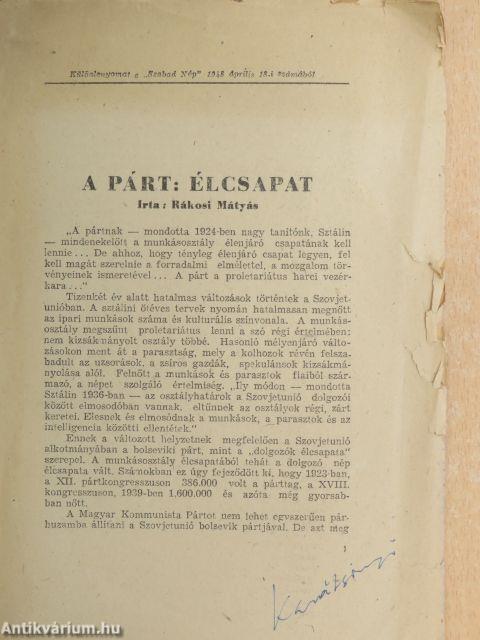 Különlenyomat a „Szabad Nép" 1948 április 18.-i számából
A PÁRT: ÉLCSAPAT
Irta: Rákosi Mátyás
„A pártnak — mondotta 1924-ben nagy tanítónk, Sztálin
— mindenekelőtt a munkásosztály élenjáró csapatának kell
lennie... De ahhoz, hogy tényleg élenjáró csapat legyen, fel
kell magát szerelnie a forradalmi elmélettel, a mozgalom tör-
vényeinek ismeretével... A párt a proletariátus harci vezér-
kara..."
Tizenkét év alatt hatalmas változások történtek a Szovjet-
unióban. A sztálini ötéves tervek nyomán hatalmasan megnőtt
az ipari munkások száma és kulturális színvonala. A munkás-
osztály megszünt proletariátus lenni a szó régi értelmében:
nem kizsákmányolt osztály többé. Hasonló mélyenjáró válto-
zásokon ment át a parasztság, mely a kolhozok révén felsza-
badult az uzsorások, a zsíros gazdák, spekulánsok kizsákmá-
nyolása alól. Felnőtt a munkások és parasztok fiaiból szár-
mazó, a népet szolgáló értelmiség. „Ily módon — mondotta
Sztálin 1936-ban — az osztályhatárok a Szovjetunió dolgozói
között elmosódóban vannak, eltünnek az osztályok régi, zárt
keretei. Elesnek és elmosódnak a munkások, a parasztok és az
intelligencia közötti ellentétek."
Ennek a változott helyzetnek megfelelően a Szovjetunió
alkotmányában a bolseviki párt, mint a „dolgozók élcsapata"
szerepel. A munkásosztály élcsapatából tehát a dolgozó nép
élcsapata vált. Számokban ez úgy fejeződött ki, hogy 1923-ban,
a XII. pártkongresszuson 386.000 volt a párttag, a XVIII.
kongresszuson, 1939-ben 1.600.000 és azóta még gyorsab-
ban nőtt.
A Magyar Kommunista Pártot nem lehet egyszerűen pár-
huzamba állítani a Szovjetunió bolsevik pártjával. De azt meg
Antikvárium.hu